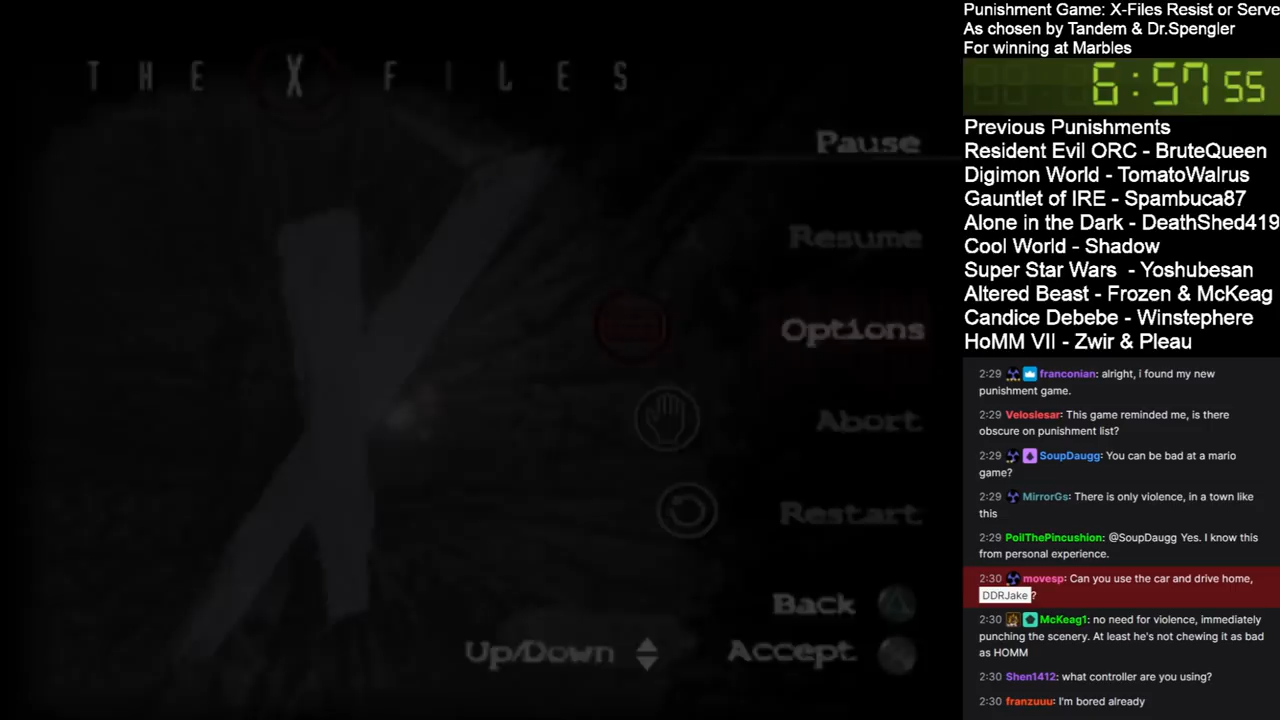 THE X FILES
Pause
Resume
Options
Abort
Restart
Back
Up/Down
Accept
Punishment Game: X-Files Resist or Serve
As chosen by Tandem & Dr.Spengler
For winning at Marbles
6:57 55
Previous Punishments
Resident Evil ORC - BruteQueen
Digimon World - TomatoWalrus
Gauntlet of IRE - Spambuca87
Alone in the Dark - DeathShed419
Cool World - Shadow
Super Star Wars - Yoshubesan
Altered Beast - Frozen & McKeag
Candice Debebe - Winstephere
HoMM VII - Zwir & Pleau
2:29 franconian: alright, i found my new
punishment game.
2:29 Veloslesar: This game reminded me, is there
obscure on punishment list?
2:29 SoupDaugg: You can be bad at a mario
game?
2:29 MirrorGs: There is only violence, in a town like
this
2:29 PoilThePincushion: @SoupDaugg Yes. I know this
from personal experience.
2:30 movesp: Can you use the car and drive home,
DDRJake ?
2:30 McKeag1: no need for violence, immediately
punching the scenery. At least he's not chewing it as bad
as HOMM
2:30 Shen1412: what controller are you using?
2:30 franzuuu: I'm bored already